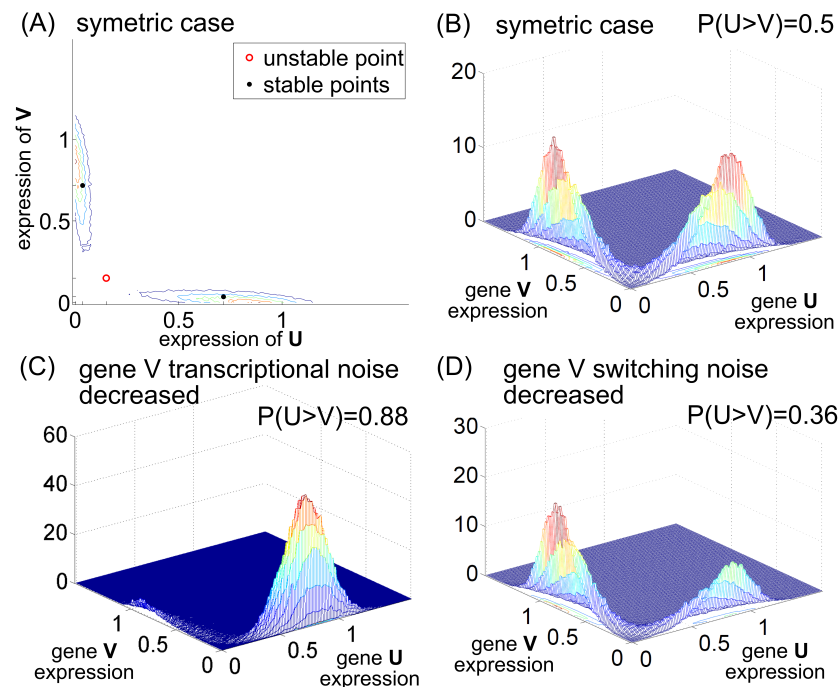 (A) symetric case
unstable point
stable points
expression of V
1
0.5
0
0 0.5 1
expression of U
(B) symetric case P(U>V)=0.5
20
10
0
1
0.5
0
0
0.5
1
gene V
expression
gene U
expression
(C) gene V transcriptional noise
decreased
P(U>V)=0.88
60
40
20
0
1
0.5
0
0
0.5
1
gene V
expression
gene U
expression
(D) gene V switching noise
decreased
P(U>V)=0.36
30
20
10
0
1
0.5
0
0
0.5
1
gene V
expression
gene U
expression